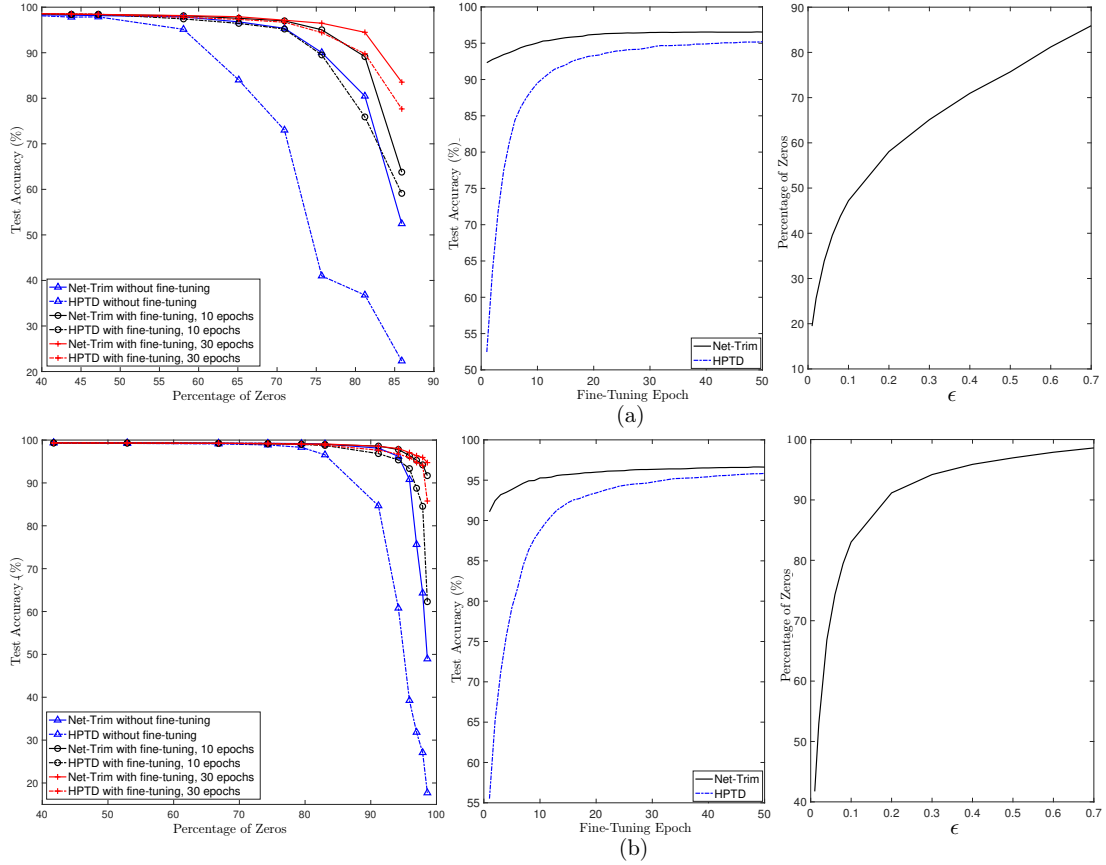 100
90
80
70
60
50
40
30
20
Test Accuracy (%)
40 45 50 55 60 65 70 75 80 85 90
Percentage of Zeros
Net-Trim without fine-tuning
HPTD without fine-tuning
Net-Trim with fine-tuning, 10 epochs
HPTD with fine-tuning, 10 epochs
Net-Trim with fine-tuning, 30 epochs
HPTD with fine-tuning, 30 epochs
100
95
90
85
80
75
70
65
60
55
50
Test Accuracy (%)
0 10 20 30 40 50
Fine-Tuning Epoch
Net-Trim
HPTD
90
80
70
60
50
40
30
20
10
Percentage of Zeros
0 0.1 0.2 0.3 0.4 0.5 0.6 0.7
ϵ
(a)
100
90
80
70
60
50
40
30
20
Test Accuracy (%)
40 50 60 70 80 90 100
Percentage of Zeros
Net-Trim without fine-tuning
HPTD without fine-tuning
Net-Trim with fine-tuning, 10 epochs
HPTD with fine-tuning, 10 epochs
Net-Trim with fine-tuning, 30 epochs
HPTD with fine-tuning, 30 epochs
100
95
90
85
80
75
70
65
60
55
Test Accuracy (%)
0 10 20 30 40 50
Fine-Tuning Epoch
Net-Trim
HPTD
100
90
80
70
60
50
40
Percentage of Zeros
0 0.1 0.2 0.3 0.4 0.5 0.6 0.7
ϵ
(b)